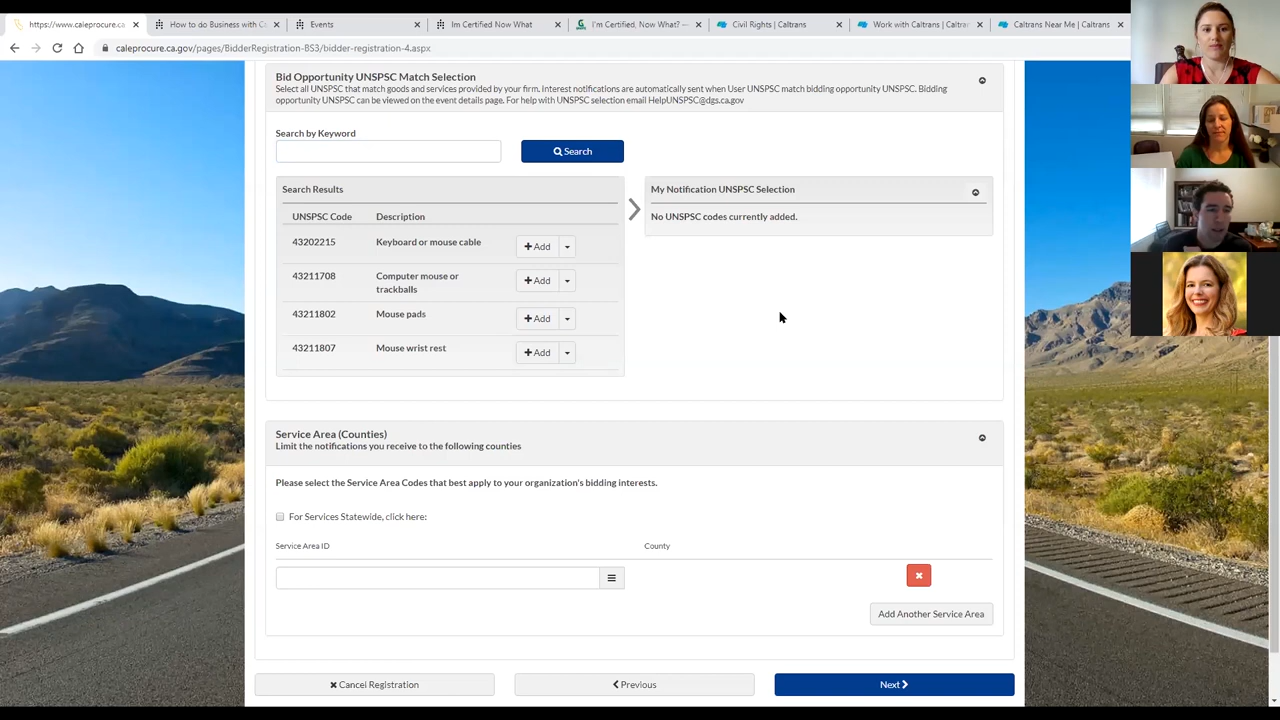 https://www.caleprocure.ca
How to do Business with Ca
Events
Im Certified Now What
I'm Certified, Now What? —
Civil Rights | Caltrans
Work with Caltrans | Caltran
Caltrans Near Me | Caltrans
caleprocure.ca.gov/pages/BidderRegistration-BS3/bidder-registration-4.aspx
Bid Opportunity UNSPSC Match Selection
Select all UNSPSC that match goods and services provided by your firm. Interest notifications are automatically sent when User UNSPSC match bidding opportunity UNSPSC. Bidding
opportunity UNSPSC can be viewed on the event details page. For help with UNSPSC selection email HelpUNSPSC@dgs.ca.gov
Search by Keyword
Search
Search Results
UNSPSC Code Description
43202215 Keyboard or mouse cable Add
43211708 Computer mouse or
trackballs Add
43211802 Mouse pads Add
43211807 Mouse wrist rest Add
My Notification UNSPSC Selection
No UNSPSC codes currently added.
Service Area (Counties)
Limit the notifications you receive to the following counties
Please select the Service Area Codes that best apply to your organization's bidding interests.
For Services Statewide, click here:
Service Area ID County
Add Another Service Area
Cancel Registration Previous Next